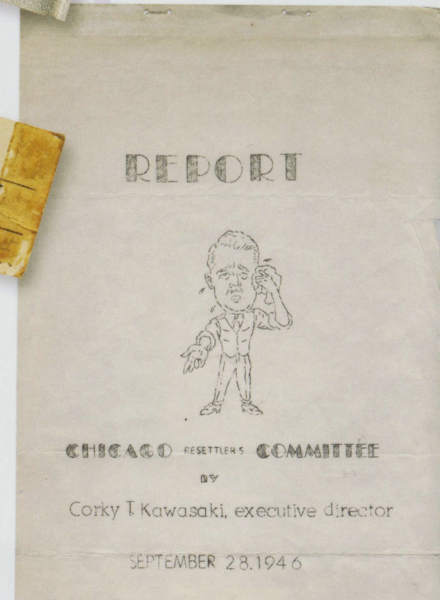 REPORT
CHICAGO RESETTLERS COMMITTEE
BY
Corky T. Kawasaki, executive director
SEPTEMBER 28.1946